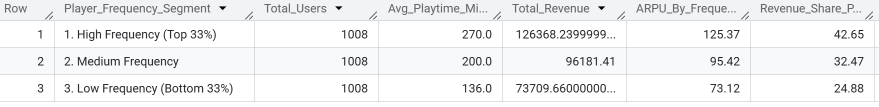 Row Player_Frequency_Segment Total_Users Avg_Playtime_Mi... Total_Revenue ARPU_By_Freque... Revenue_Share_P...
1 1. High Frequency (Top 33%) 1008 270.0 126368.2399999... 125.37 42.65
2 2. Medium Frequency 1008 200.0 96181.41 95.42 32.47
3 3. Low Frequency (Bottom 33%) 1008 136.0 73709.66000000... 73.12 24.88